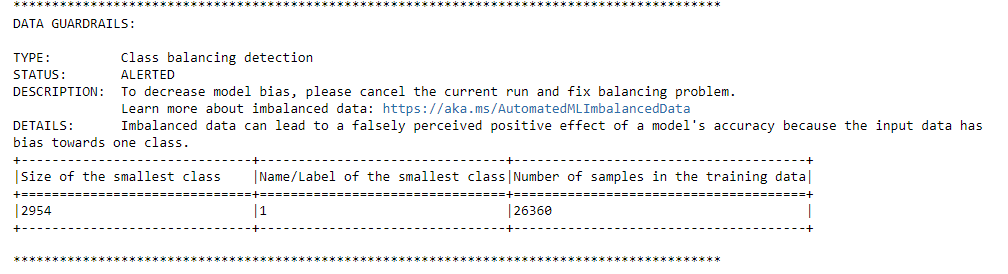 ********************************************************************************************
DATA GUARDRAILS:
TYPE:         Class balancing detection
STATUS:       ALERTED
DESCRIPTION:  To decrease model bias, please cancel the current run and fix balancing problem.
              Learn more about imbalanced data: https://aka.ms/AutomatedMLImbalancedData
DETAILS:      Imbalanced data can lead to a falsely perceived positive effect of a model's accuracy because the input data has
bias towards one class.
+------------------------------+--------------------------------+--------------------------------------+
|Size of the smallest class    |Name/Label of the smallest class|Number of samples in the training data|
+==============================+================================+======================================+
|2954                          |1                               |26360                                 |
+------------------------------+--------------------------------+--------------------------------------+
********************************************************************************************